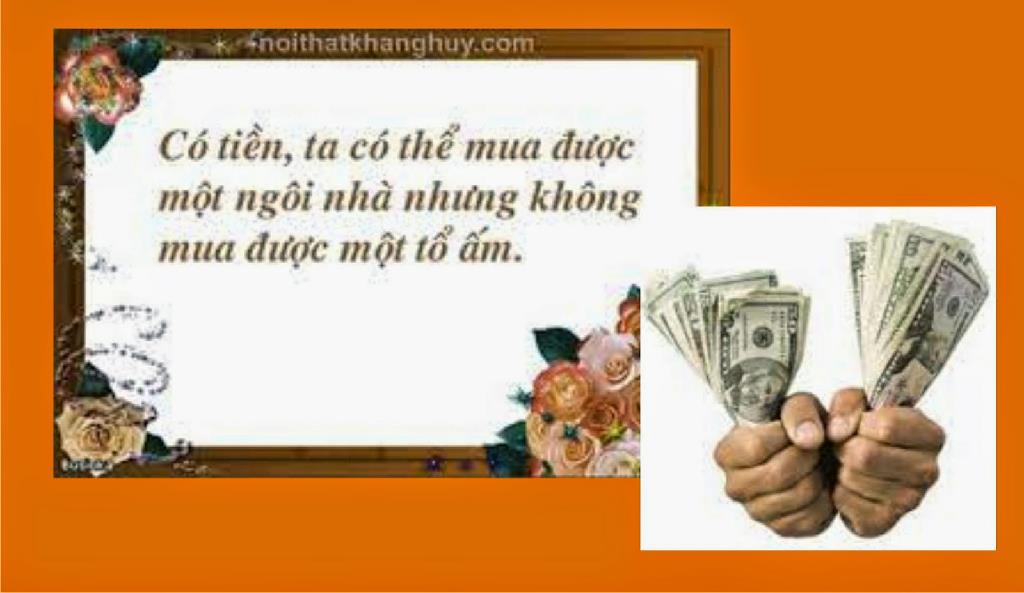 noithatkhanghuy.com
Có tiền, ta có thể mua được
một ngôi nhà nhưng không
mua được một tổ ấm.